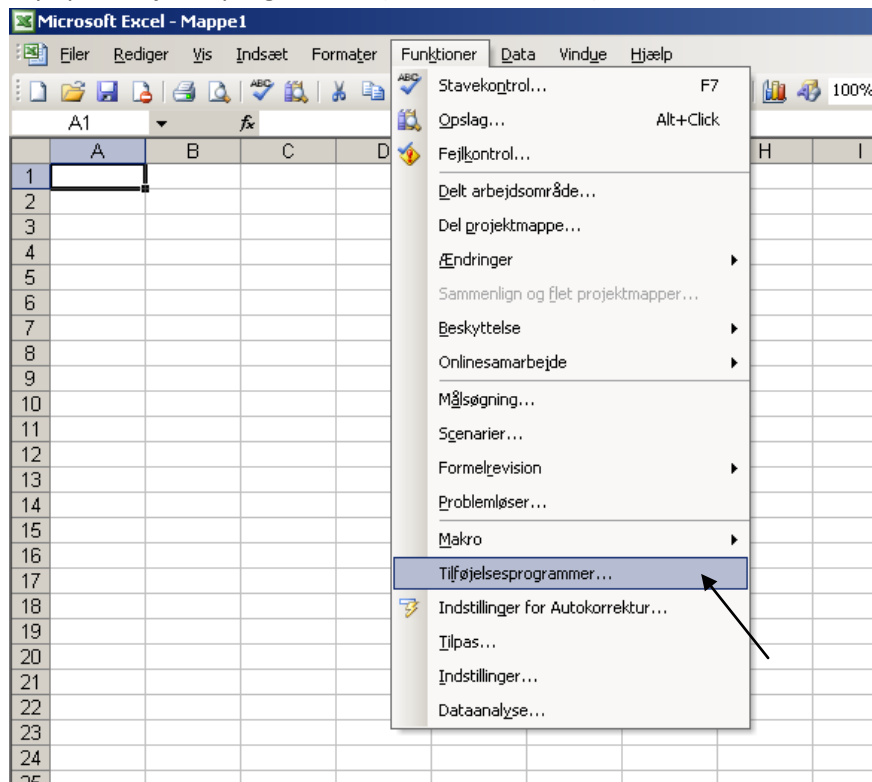 Microsoft Excel - Mappe1
Filer Rediger Vis Indsæt Formater Funktioner Data Vindue Hjælp
100%
A1 fx
A B C D H I
Stavekontrol... F7
Opslag... Alt+Click
Fejlkontrol...
Delt arbejdsområde...
Del projektmappe...
Ændringer
Sammenlign og flet projektmapper...
Beskyttelse
Onlinesamarbejde
Målsøgning...
Scenarier...
Formelrevision
Problemløser...
Makro
Tilføjelsesprogrammer...
Indstillinger for Autokorrektur...
Tilpas...
Indstillinger...
Dataanalyse...
1
2
3
4
5
6
7
8
9
10
11
12
13
14
15
16
17
18
19
20
21
22
23
24